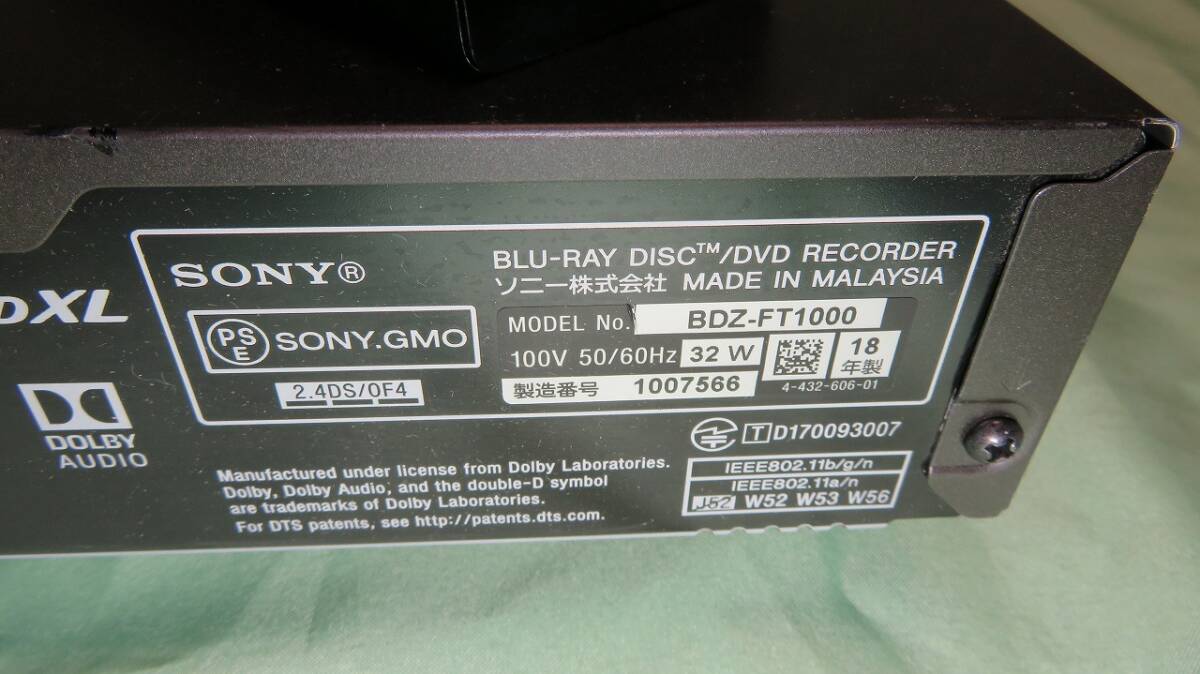 DXL
DOLBY
AUDIO
SONY®
BLU-RAY DISC™/DVD RECORDER
ソニー株式会社 MADE IN MALAYSIA
PS
E
SONY.GMO
2.4DS/OF4
MODEL No. BDZ-FT1000
100V 50/60Hz 32 W
製造番号 1007566
18
年製
4-432-606-01
T D170093007
IEEE802.11b/g/n
IEEE802.11a/n
J52 W52 W53 W56
Manufactured under license from Dolby Laboratories.
Dolby, Dolby Audio, and the double-D symbol
are trademarks of Dolby Laboratories.
For DTS patents, see http://patents.dts.com.